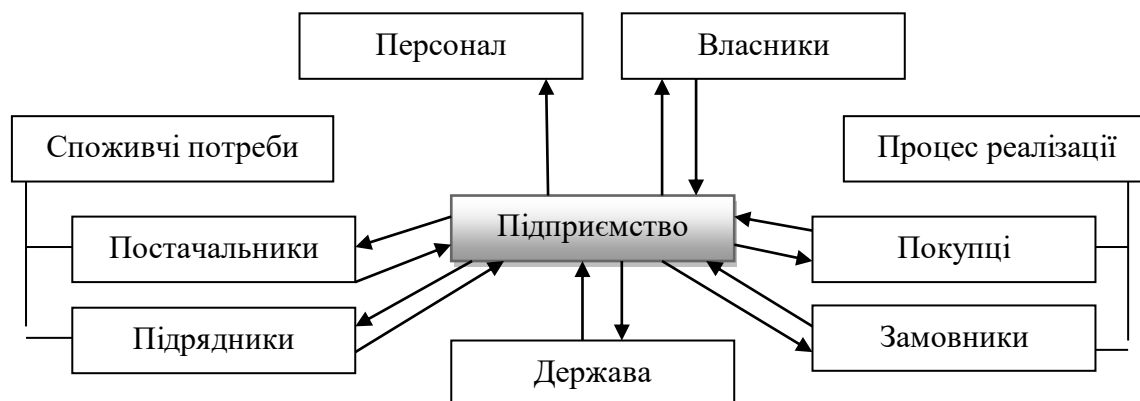 Персонал
Власники
Споживчі потреби
Процес реалізації
Підприємство
Постачальники
Покупці
Підрядники
Замовники
Держава